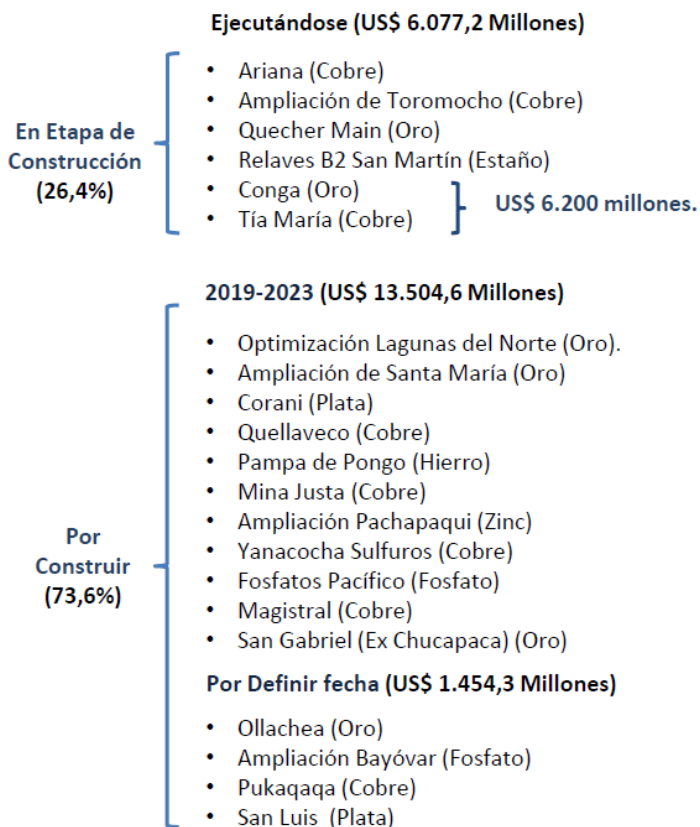 Ejecutándose (US$ 6.077,2 Millones)
En Etapa de
Construcción
(26,4%)
• Ariana (Cobre)
• Ampliación de Toromocho (Cobre)
• Quecher Main (Oro)
• Relaves B2 San Martín (Estaño)
• Conga (Oro)
• Tía María (Cobre)
US$ 6.200 millones.
2019-2023 (US$ 13.504,6 Millones)
Por
Construir
(73,6%)
• Optimización Lagunas del Norte (Oro).
• Ampliación de Santa María (Oro)
• Corani (Plata)
• Quellaveco (Cobre)
• Pampa de Pongo (Hierro)
• Mina Justa (Cobre)
• Ampliación Pachapaqui (Zinc)
• Yanacocha Sulfuros (Cobre)
• Fosfatos Pacífico (Fosfato)
• Magistral (Cobre)
• San Gabriel (Ex Chucapaca) (Oro)
Por Definir fecha (US$ 1.454,3 Millones)
• Ollachea (Oro)
• Ampliación Bayóvar (Fosfato)
• Pukaqaqa (Cobre)
• San Luis (Plata)